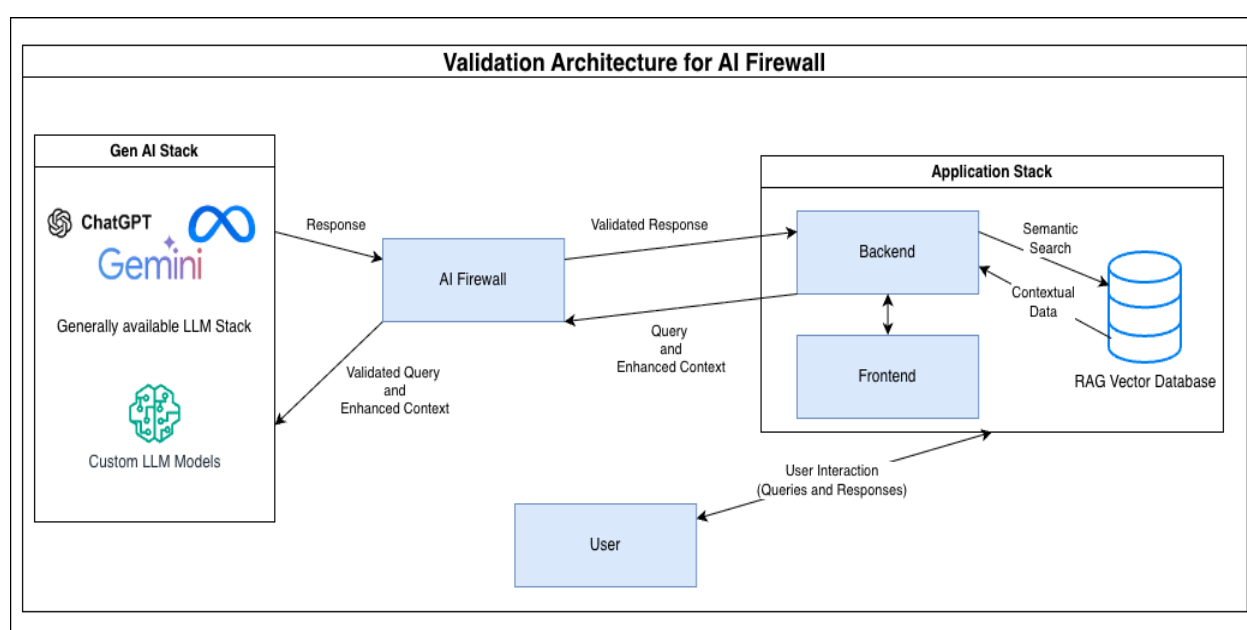 Validation Architecture for AI Firewall
Gen AI Stack
ChatGPT
Gemini
Generally available LLM Stack
Custom LLM Models
Response
AI Firewall
Validated Query
and
Enhanced Context
Validated Response
Query
and
Enhanced Context
Application Stack
Backend
Frontend
Semantic
Search
Contextual
Data
RAG Vector Database
User Interaction
(Queries and Responses)
User